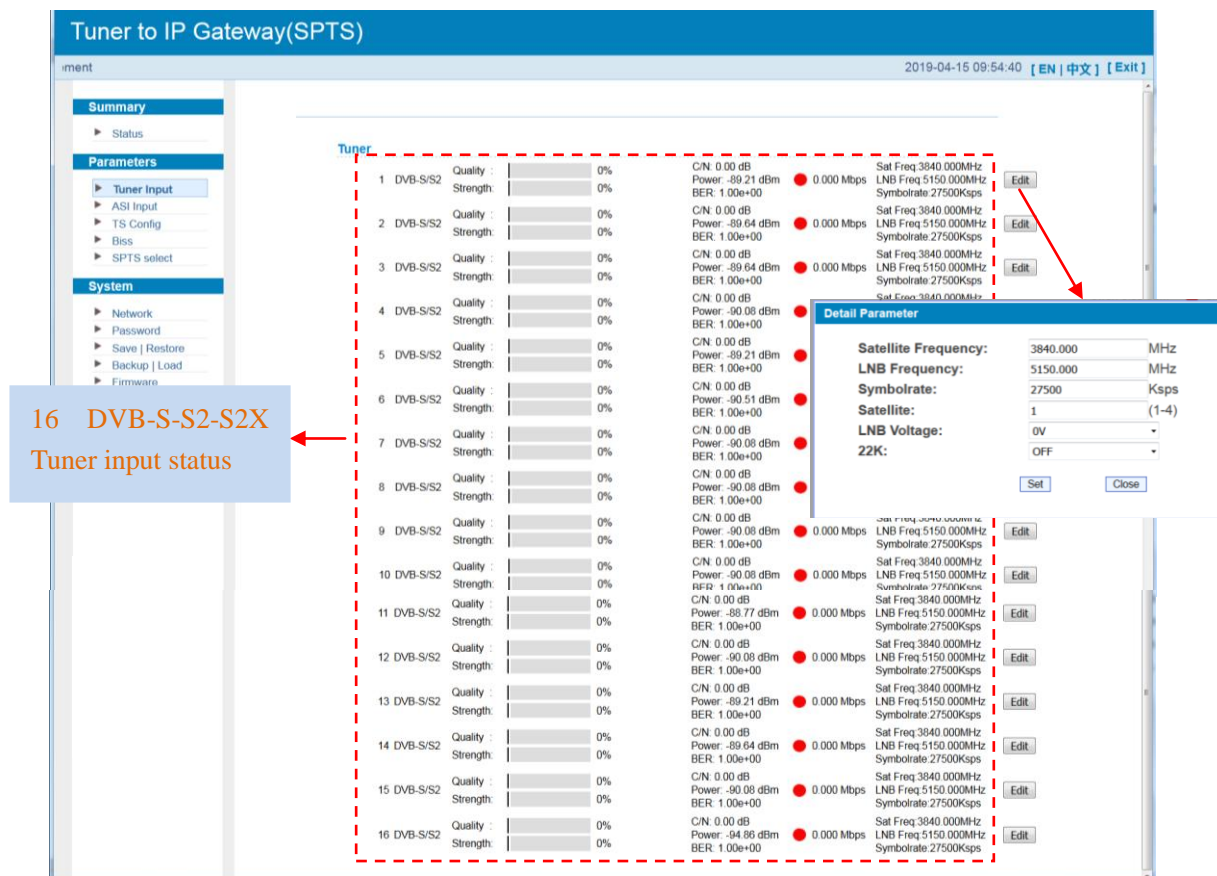 Tuner to IP Gateway(SPTS)
ment 2019-04-15 09:54:40 [ EN | 中文 ] [ Exit ]
Summary
Status
Parameters
Tuner Input
ASI Input
TS Config
Biss
SPTS select
System
Network
Password
Save | Restore
Backup | Load
Firmware
16 DVB-S-S2-S2X
Tuner input status
Tuner
1 DVB-S/S2 Quality : 0% Strength: 0% C/N: 0.00 dB Power: -89.21 dBm BER: 1.00e+00 0.000 Mbps Sat Freq:3840.000MHz LNB Freq:5150.000MHz Symbolrate:27500Ksps Edit
2 DVB-S/S2 Quality : 0% Strength: 0% C/N: 0.00 dB Power: -89.64 dBm BER: 1.00e+00 0.000 Mbps Sat Freq:3840.000MHz LNB Freq:5150.000MHz Symbolrate:27500Ksps Edit
3 DVB-S/S2 Quality : 0% Strength: 0% C/N: 0.00 dB Power: -89.64 dBm BER: 1.00e+00 0.000 Mbps Sat Freq:3840.000MHz LNB Freq:5150.000MHz Symbolrate:27500Ksps Edit
4 DVB-S/S2 Quality : 0% Strength: 0% C/N: 0.00 dB Power: -90.08 dBm BER: 1.00e+00 Sat Freq:3840.000MHz
5 DVB-S/S2 Quality : 0% Strength: 0% C/N: 0.00 dB Power: -89.21 dBm BER: 1.00e+00
6 DVB-S/S2 Quality : 0% Strength: 0% C/N: 0.00 dB Power: -90.51 dBm BER: 1.00e+00
7 DVB-S/S2 Quality : 0% Strength: 0% C/N: 0.00 dB Power: -90.08 dBm BER: 1.00e+00
8 DVB-S/S2 Quality : 0% Strength: 0% C/N: 0.00 dB Power: -90.08 dBm BER: 1.00e+00
9 DVB-S/S2 Quality : 0% Strength: 0% C/N: 0.00 dB Power: -90.08 dBm BER: 1.00e+00 0.000 Mbps Sat Freq:3840.000MHz LNB Freq:5150.000MHz Symbolrate:27500Ksps Edit
10 DVB-S/S2 Quality : 0% Strength: 0% C/N: 0.00 dB Power: -90.08 dBm BER: 1.00e+00 0.000 Mbps Sat Freq:3840.000MHz LNB Freq:5150.000MHz Symbolrate:27500Ksps Edit
11 DVB-S/S2 Quality : 0% Strength: 0% C/N: 0.00 dB Power: -88.77 dBm BER: 1.00e+00 0.000 Mbps Sat Freq:3840.000MHz LNB Freq:5150.000MHz Symbolrate:27500Ksps Edit
12 DVB-S/S2 Quality : 0% Strength: 0% C/N: 0.00 dB Power: -90.08 dBm BER: 1.00e+00 0.000 Mbps Sat Freq:3840.000MHz LNB Freq:5150.000MHz Symbolrate:27500Ksps Edit
13 DVB-S/S2 Quality : 0% Strength: 0% C/N: 0.00 dB Power: -89.21 dBm BER: 1.00e+00 0.000 Mbps Sat Freq:3840.000MHz LNB Freq:5150.000MHz Symbolrate:27500Ksps Edit
14 DVB-S/S2 Quality : 0% Strength: 0% C/N: 0.00 dB Power: -89.64 dBm BER: 1.00e+00 0.000 Mbps Sat Freq:3840.000MHz LNB Freq:5150.000MHz Symbolrate:27500Ksps Edit
15 DVB-S/S2 Quality : 0% Strength: 0% C/N: 0.00 dB Power: -90.08 dBm BER: 1.00e+00 0.000 Mbps Sat Freq:3840.000MHz LNB Freq:5150.000MHz Symbolrate:27500Ksps Edit
16 DVB-S/S2 Quality : 0% Strength: 0% C/N: 0.00 dB Power: -94.86 dBm BER: 1.00e+00 0.000 Mbps Sat Freq:3840.000MHz LNB Freq:5150.000MHz Symbolrate:27500Ksps Edit
Detail Parameter
Satellite Frequency: 3840.000 MHz
LNB Frequency: 5150.000 MHz
Symbolrate: 27500 Ksps
Satellite: 1 (1-4)
LNB Voltage: 0V
22K: OFF
Set Close